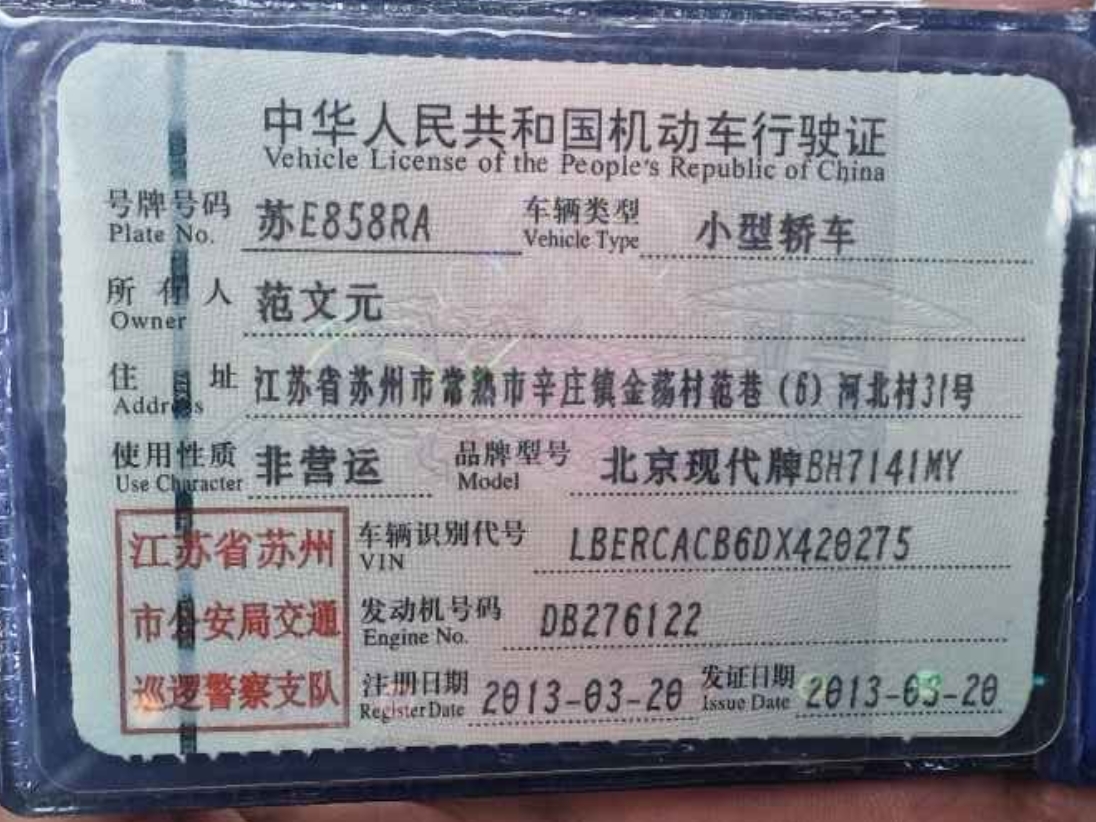 中华人民共和国机动车行驶证
Vehicle License of the People's Republic of China
号牌号码 苏E858RA 车辆类型 小型轿车
Plate No. Vehicle Type
所有人 范文元
Owner
住址 江苏省苏州市常熟市辛庄镇金荡村范巷(6)河北村31号
Address
使用性质 非营运 品牌型号 北京现代牌BH7141MY
Use Character Model
江苏省苏州 车辆识别代号 LBERCACB6DX420275
VIN
市公安局交通 发动机号码 DB276122
Engine No.
巡逻警察支队 注册日期 2013-03-20 发证日期 2013-03-20
Register Date Issue Date